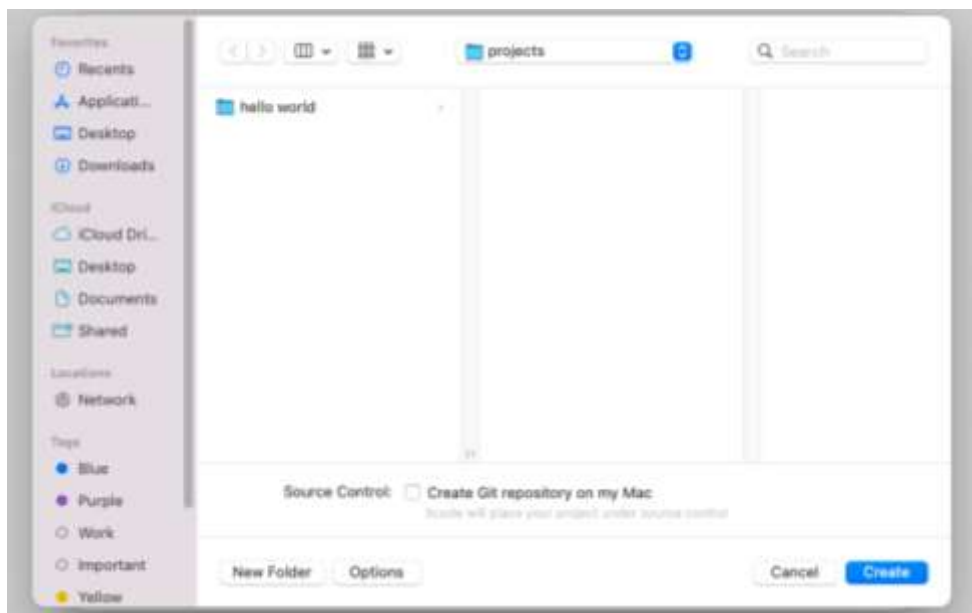 Favorites
Recents
Applicati...
Desktop
Downloads
iCloud
iCloud Dri...
Desktop
Documents
Shared
Locations
Network
Tags
Blue
Purple
Work
Important
Yellow
projects
Search
hello world
Source Control: Create Git repository on my Mac
Xcode will place your project under source control
New Folder Options Cancel Create